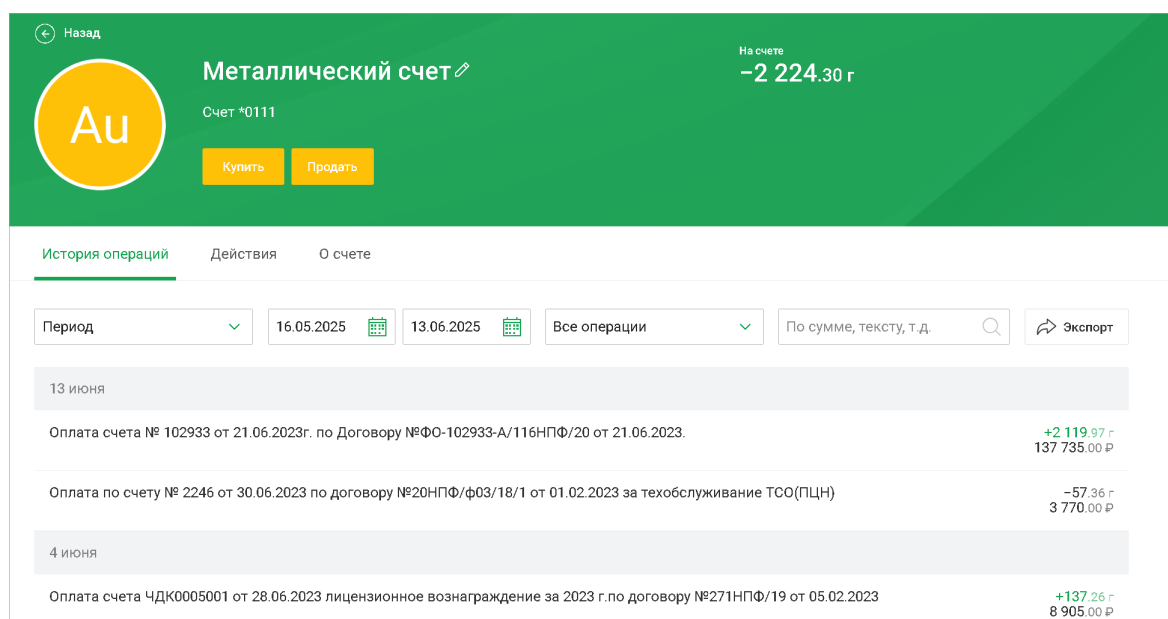 Назад
Металлический счет
Счет *0111
Au
Купить
Продать
На счете
−2 224.30 г
История операций
Действия
О счете
Период
16.05.2025
13.06.2025
Все операции
По сумме, тексту, т.д.
Экспорт
13 июня
Оплата счета № 102933 от 21.06.2023г. по Договору №ФО-102933-А/116НПФ/20 от 21.06.2023.
+2 119.97 г
137 735.00 ₽
Оплата по счету № 2246 от 30.06.2023 по договору №20НПФ/ф03/18/1 от 01.02.2023 за техобслуживание ТСО(ПЦН)
−57.36 г
3 770.00 ₽
4 июня
Оплата счета ЧДК0005001 от 28.06.2023 лицензионное вознаграждение за 2023 г.по договору №271НПФ/19 от 05.02.2023
+137.26 г
8 905.00 ₽